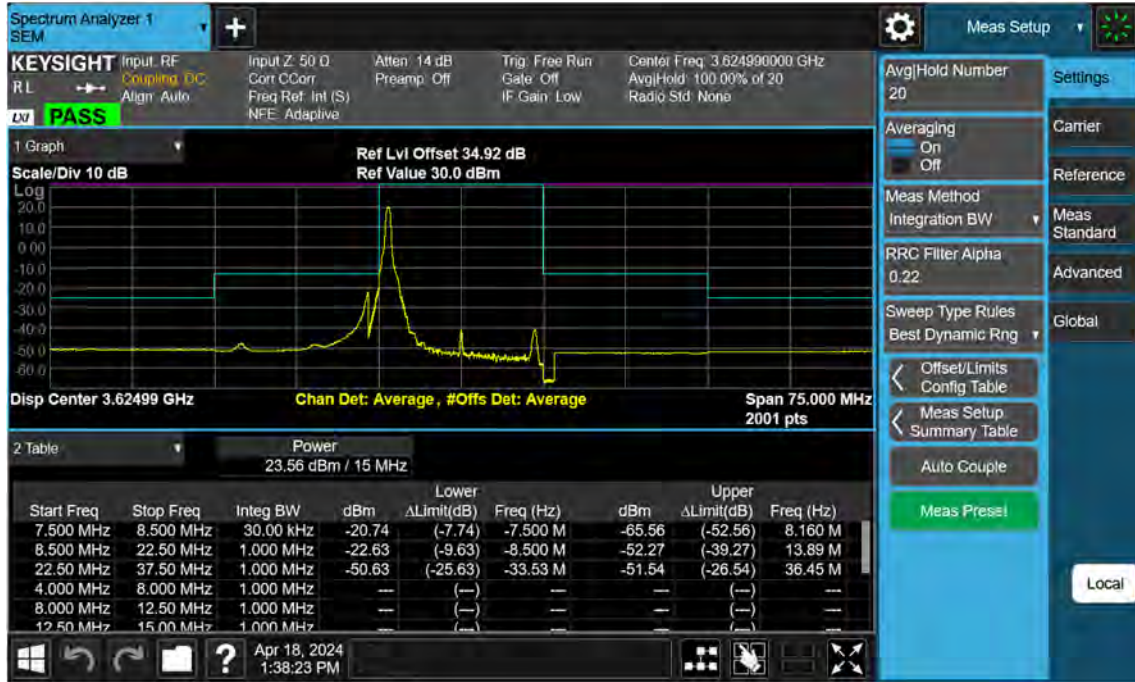 Spectrum Analyzer 1
SEM
+
Meas Setup
KEYSIGHT
RL
LXI
PASS
Input: RF
Coupling: DC
Align: Auto
Input Z: 50 Ω
Corr CCorr
Freq Ref: Int (S)
NFE: Adaptive
Atten: 14 dB
Preamp: Off
Trig: Free Run
Gate: Off
IF Gain: Low
Center Freq: 3.624990000 GHz
Avg|Hold: 100.00% of 20
Radio Std: None
1 Graph
Scale/Div 10 dB
Ref Lvl Offset 34.92 dB
Ref Value 30.0 dBm
Log
20.0
10.0
0.00
-10.0
-20.0
-30.0
-40.0
-50.0
-60.0
Disp Center 3.62499 GHz
Chan Det: Average, #Offs Det: Average
Span 75.000 MHz
2001 pts
2 Table
Power
23.56 dBm / 15 MHz
Lower Upper
Start Freq Stop Freq Integ BW dBm ΔLimit(dB) Freq (Hz) dBm ΔLimit(dB) Freq (Hz)
7.500 MHz 8.500 MHz 30.00 kHz -20.74 (-7.74) -7.500 M -65.56 (-52.56) 8.160 M
8.500 MHz 22.50 MHz 1.000 MHz -22.63 (-9.63) -8.500 M -52.27 (-39.27) 13.89 M
22.50 MHz 37.50 MHz 1.000 MHz -50.63 (-25.63) -33.53 M -51.54 (-26.54) 36.45 M
4.000 MHz 8.000 MHz 1.000 MHz --- (---) --- --- (---) ---
8.000 MHz 12.50 MHz 1.000 MHz --- (---) --- --- (---) ---
12.50 MHz 15.00 MHz 1.000 MHz --- (---) --- --- (---) ---
?
Apr 18, 2024
1:38:23 PM
Avg|Hold Number
20
Averaging
On
Off
Meas Method
Integration BW
RRC Filter Alpha
0.22
Sweep Type Rules
Best Dynamic Rng
Offset/Limits
Config Table
Meas Setup
Summary Table
Auto Couple
Meas Preset
Settings
Carrier
Reference
Meas
Standard
Advanced
Global
Local